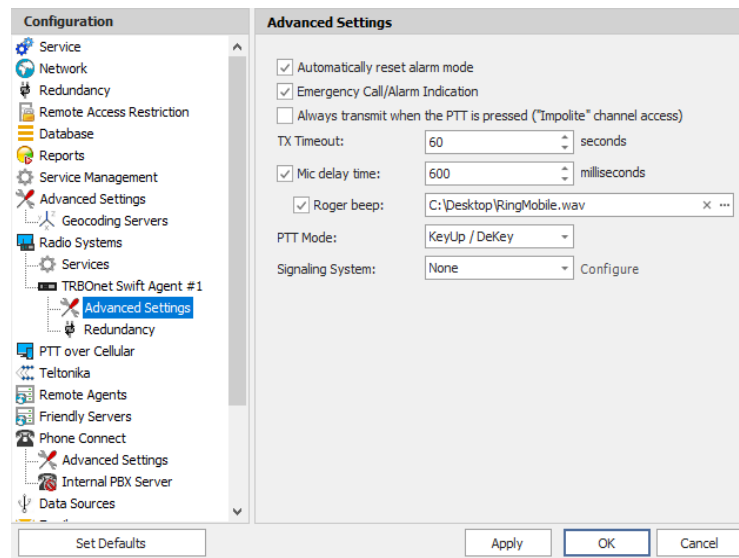 Configuration
Service
Network
Redundancy
Remote Access Restriction
Database
Reports
Service Management
Advanced Settings
Geocoding Servers
Radio Systems
Services
TRBOnet Swift Agent #1
Advanced Settings
Redundancy
PTT over Cellular
Teltonika
Remote Agents
Friendly Servers
Phone Connect
Advanced Settings
Internal PBX Server
Data Sources
Advanced Settings
Automatically reset alarm mode
Emergency Call/Alarm Indication
Always transmit when the PTT is pressed ("Impolite" channel access)
TX Timeout: 60 seconds
Mic delay time: 600 milliseconds
Roger beep: C:\Desktop\RingMobile.wav
PTT Mode: KeyUp / DeKey
Signaling System: None Configure
Set Defaults Apply OK Cancel